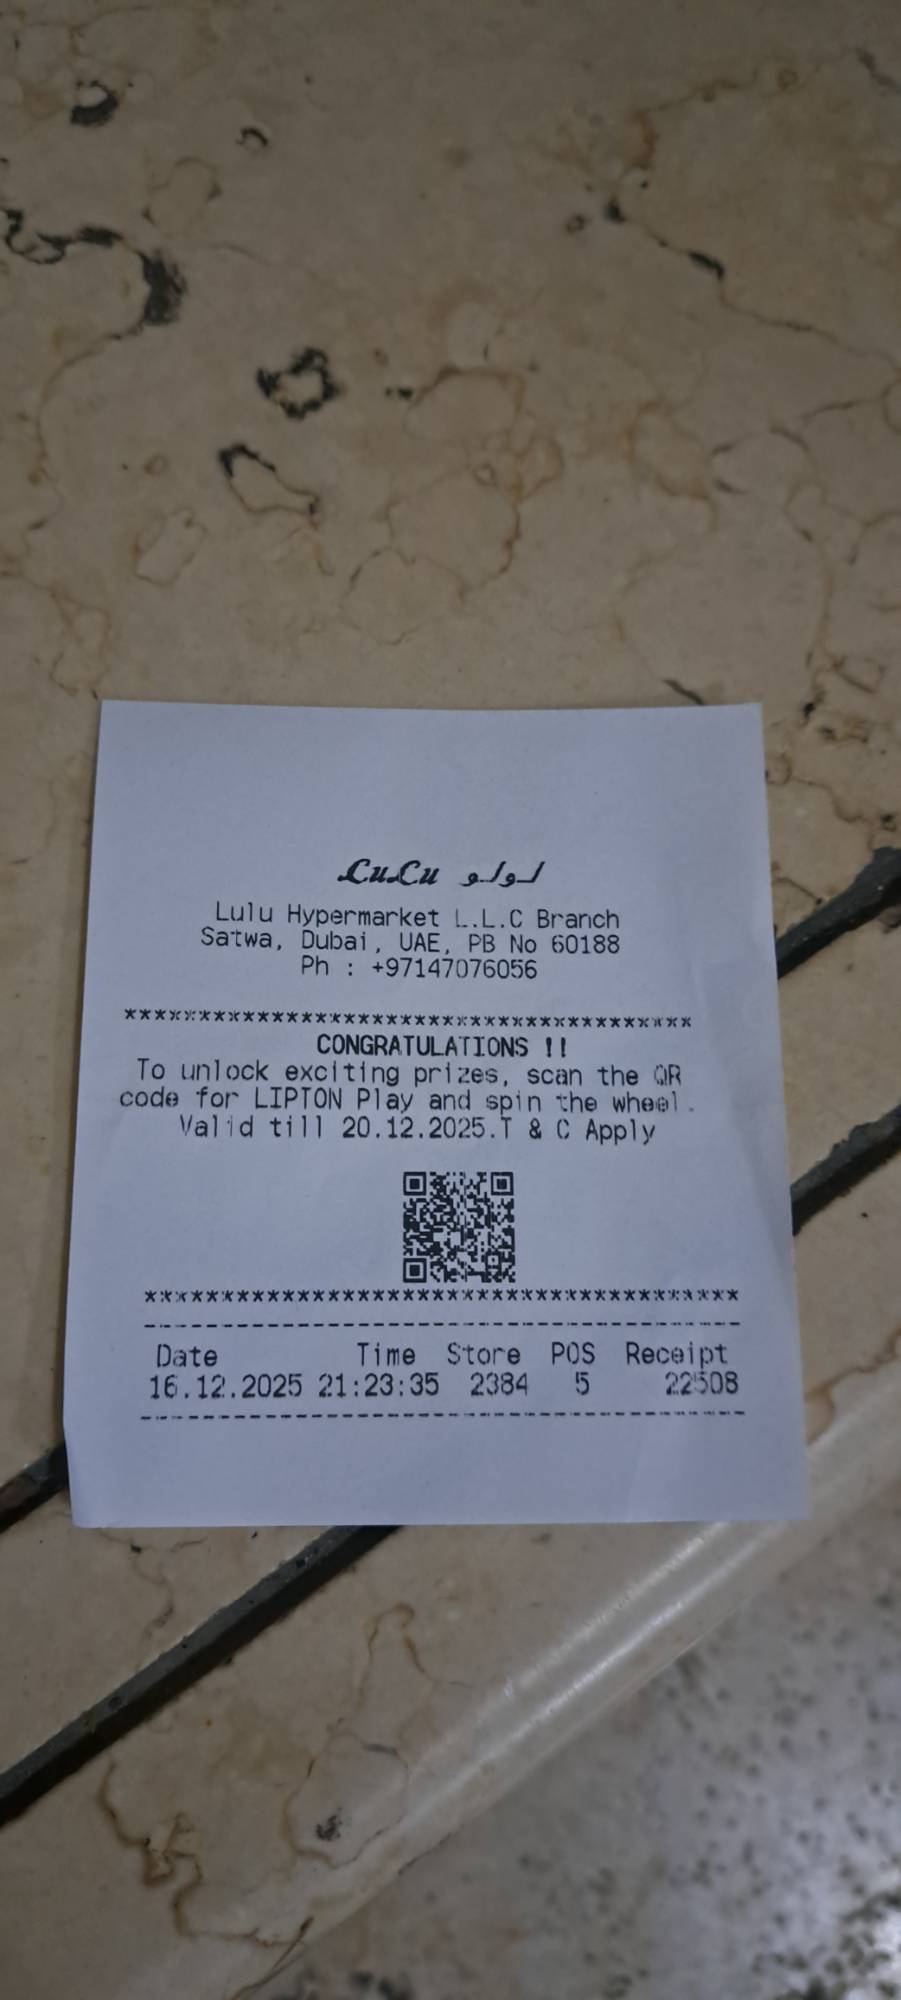 LuLu لولو
Lulu Hypermarket L.L.C Branch
Satwa, Dubai, UAE, PB No 60188
Ph : +97147076056
***************************************
CONGRATULATIONS !!
To unlock exciting prizes, scan the QR
code for LIPTON Play and spin the wheel.
Valid till 20.12.2025.T & C Apply
***************************************
----------------------------------------
Date Time Store POS Receipt
16.12.2025 21:23:35 2384 5 22508
----------------------------------------